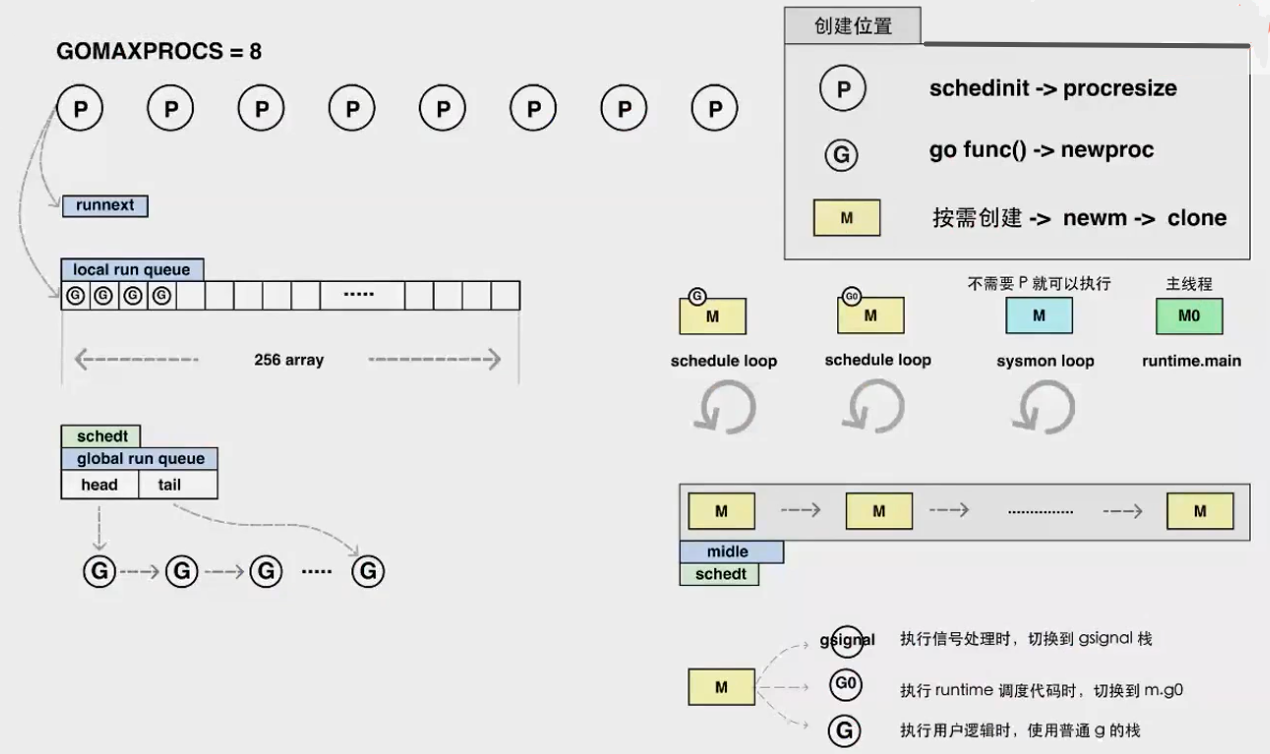 GOMAXPROCS = 8
P P P P P P P P
runnext
local run queue
G G G G ·····
256 array
schedt
global run queue
head tail
G G G ····· G
创建位置
P schedinit -> procresize
G go func() -> newproc
M 按需创建 -> newm -> clone
不需要 P 就可以执行 主线程
G G0
M M M M0
schedule loop schedule loop sysmon loop runtime.main
M M ·············· M
midle
schedt
gsignal 执行信号处理时，切换到 gsignal 栈
M G0 执行 runtime 调度代码时，切换到 m.g0
G 执行用户逻辑时，使用普通 g 的栈